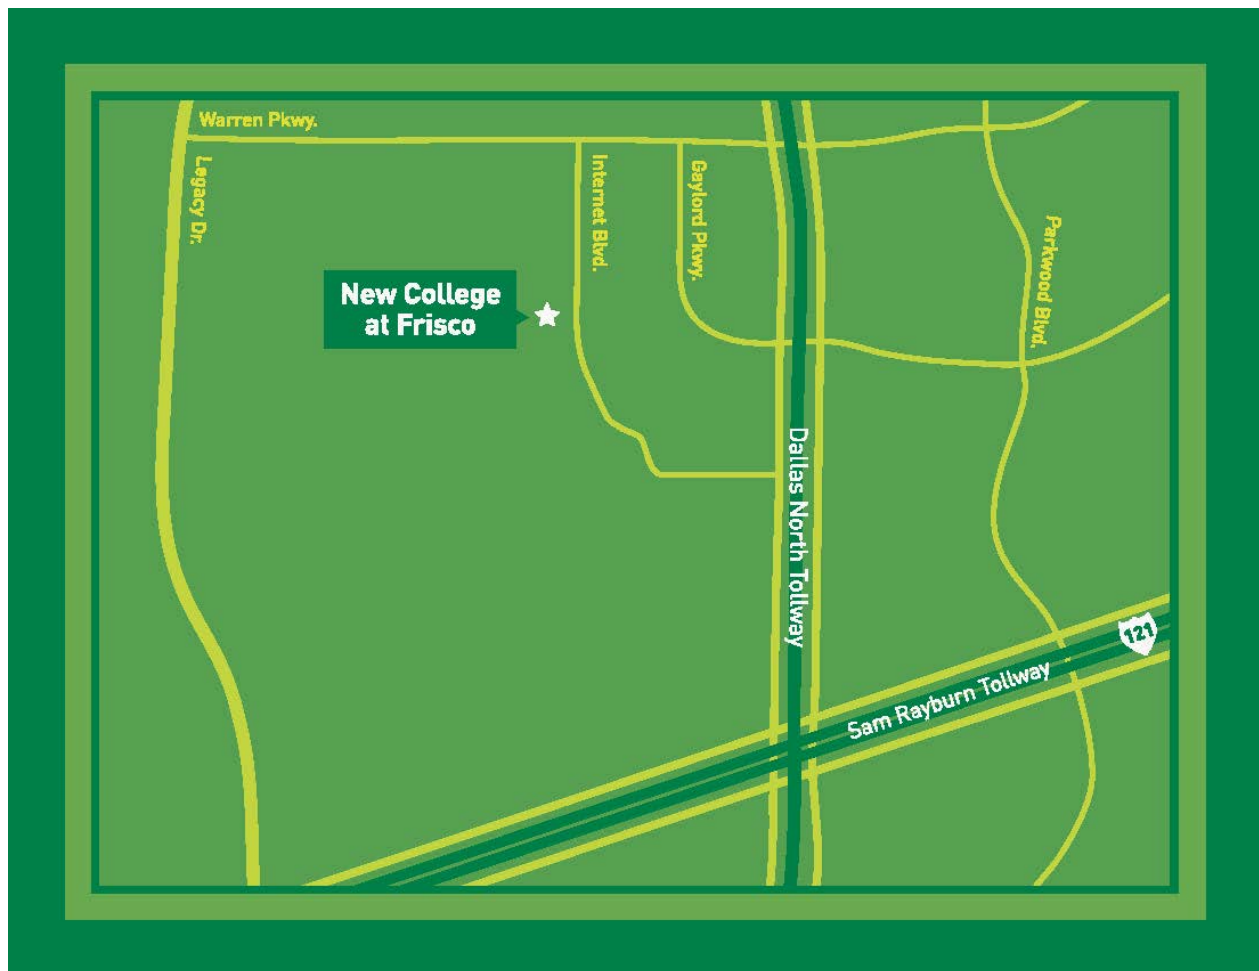 Warren Pkwy.
Legacy Dr.
Internet Blvd.
Gaylord Pkwy.
Parkwood Blvd.
New College
at Frisco
Dallas North Tollway
121
Sam Rayburn Tollway